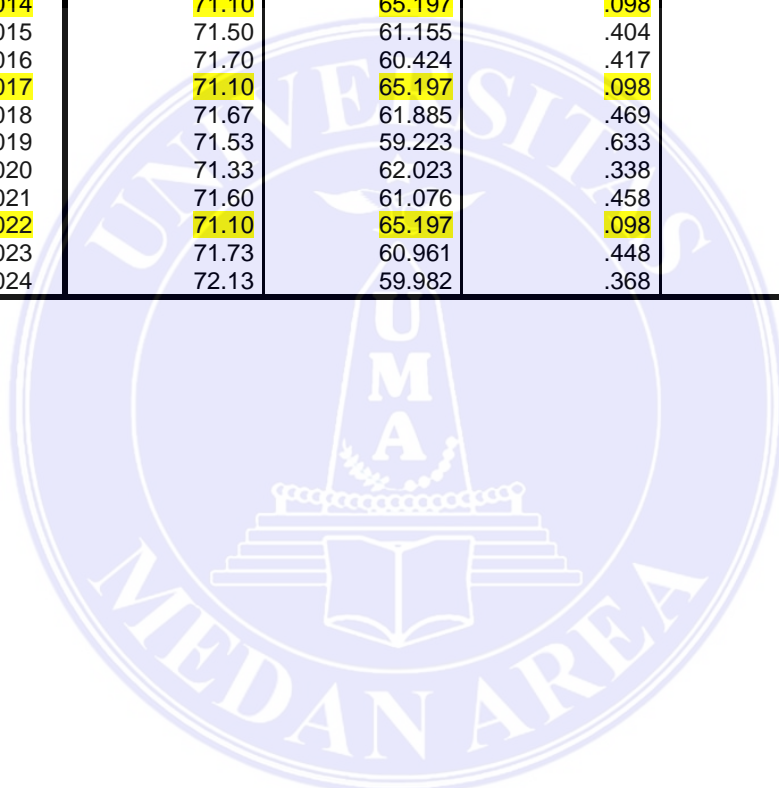 014 71.10 65.197 .098
015 71.50 61.155 .404
016 71.70 60.424 .417
017 71.10 65.197 .098
018 71.67 61.885 .469
019 71.53 59.223 .633
020 71.33 62.023 .338
021 71.60 61.076 .458
022 71.10 65.197 .098
023 71.73 60.961 .448
024 72.13 59.982 .368
UNIVERSITAS
U
M
A
MEDAN AREA